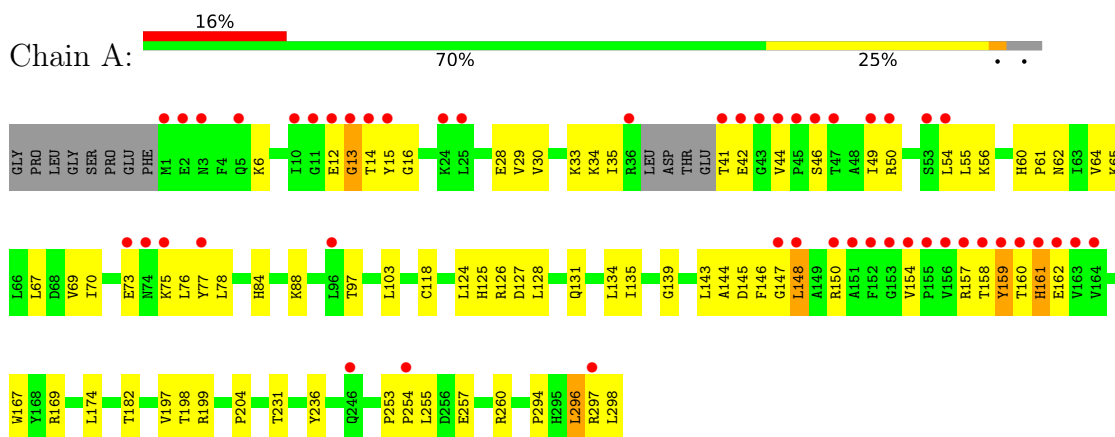 16%
Chain A:
70% 25% • •
GLY PRO LEU GLY SER PRO GLU PHE M1 E2 N3 F4 Q5 K6 I10 G11 E12 G13 T14 Y15 G16 K24 L25 E28 V29 V30 K33 K34 I35 R36 LEU ASP THR GLU T41 E42 G43 V44 P45 S46 T47 A48 I49 R50 S53 L54 L55 K56 H60 P61 N62 I63 V64 K65
L66 L67 D68 V69 I70 E73 N74 K75 L76 Y77 L78 H84 K88 L96 T97 L103 C118 L124 H125 R126 D127 L128 Q131 L134 I135 G139 L143 A144 D145 F146 G147 L148 A149 R150 A151 F152 G153 V154 P155 V156 R157 T158 Y159 T160 H161 E162 V163 V164
W167 Y168 R169 L174 T182 V197 T198 R199 P204 T231 Y236 Q246 P253 P254 L255 D256 E257 R260 P294 H295 L296 R297 L298